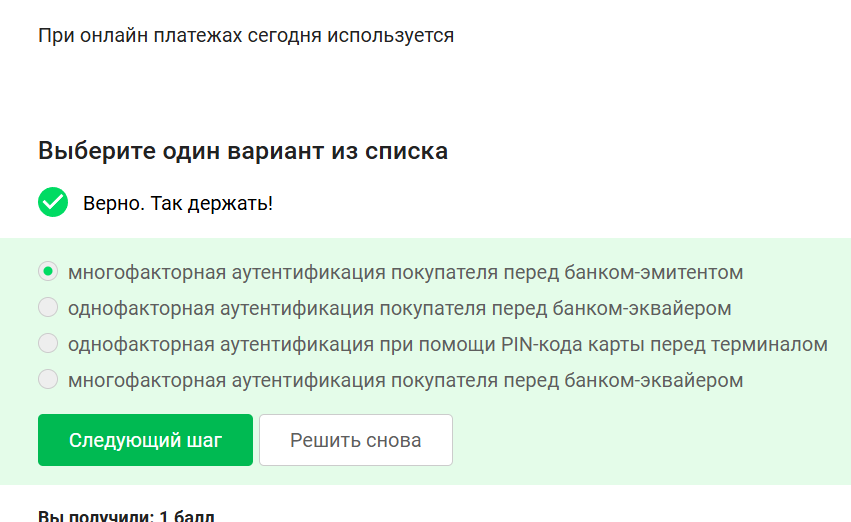 При онлайн платежах сегодня используется
Выберите один вариант из списка
Верно. Так держать!
многофакторная аутентификация покупателя перед банком-эмитентом
однофакторная аутентификация покупателя перед банком-эквайером
однофакторная аутентификация при помощи PIN-кода карты перед терминалом
многофакторная аутентификация покупателя перед банком-эквайером
Следующий шаг
Решить снова
Вы получили: 1 балл